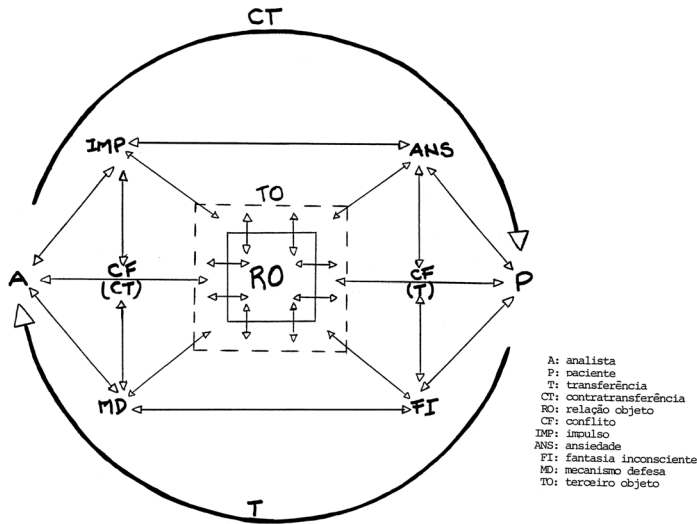 CT
IMP
ANS
TO
A
CF
(CT)
RO
CF
(T)
P
MD
FI
T
A: analista
P: paciente
T: transferência
CT: contratransferência
RO: relação objeto
CF: conflito
IMP: impulso
ANS: ansiedade
FI: fantasia inconsciente
MD: mecanismo defesa
TO: terceiro objeto